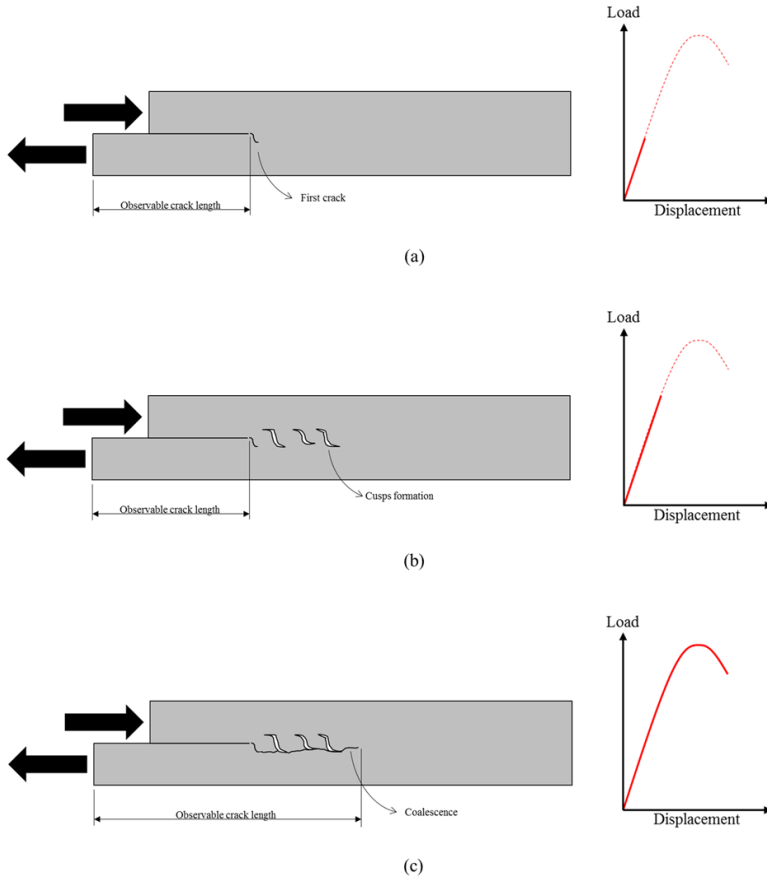 Load
First crack
Observable crack length
Displacement
(a)
Load
Cusps formation
Observable crack length
Displacement
(b)
Load
Coalescence
Observable crack length
Displacement
(c)